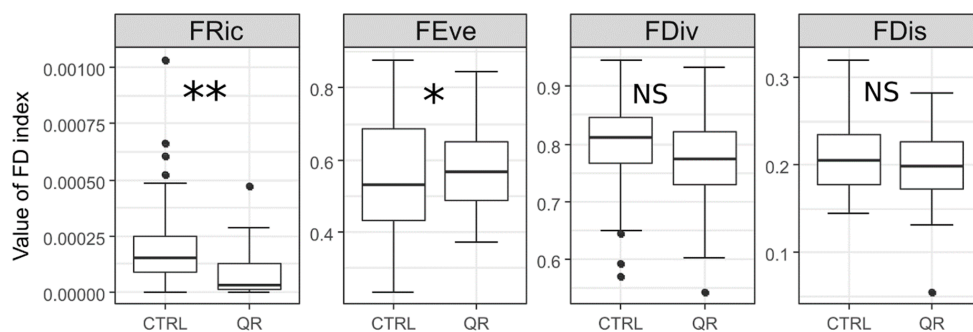 FRic FEve FDiv FDis
Value of FD index
0.00100
0.00075
0.00050
0.00025
0.00000
**
CTRL QR
0.8
0.6
0.4
*
CTRL QR
0.9
0.8
0.7
0.6
NS
CTRL QR
0.3
0.2
0.1
NS
CTRL QR